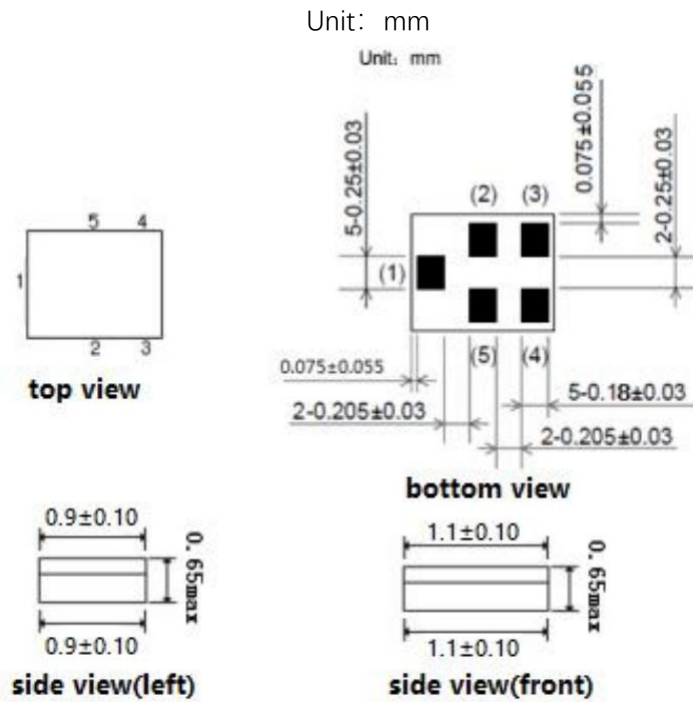 Unit: mm
Unit: mm
5-0.25±0.03
0.075±0.055
2-0.25±0.03
(2) (3)
5 4
1
(1)
2 3
(5) (4)
top view
0.075±0.055
5-0.18±0.03
2-0.205±0.03
2-0.205±0.03
bottom view
0.9±0.10
0.65max
0.9±0.10
side view(left)
1.1±0.10
0.65max
1.1±0.10
side view(front)